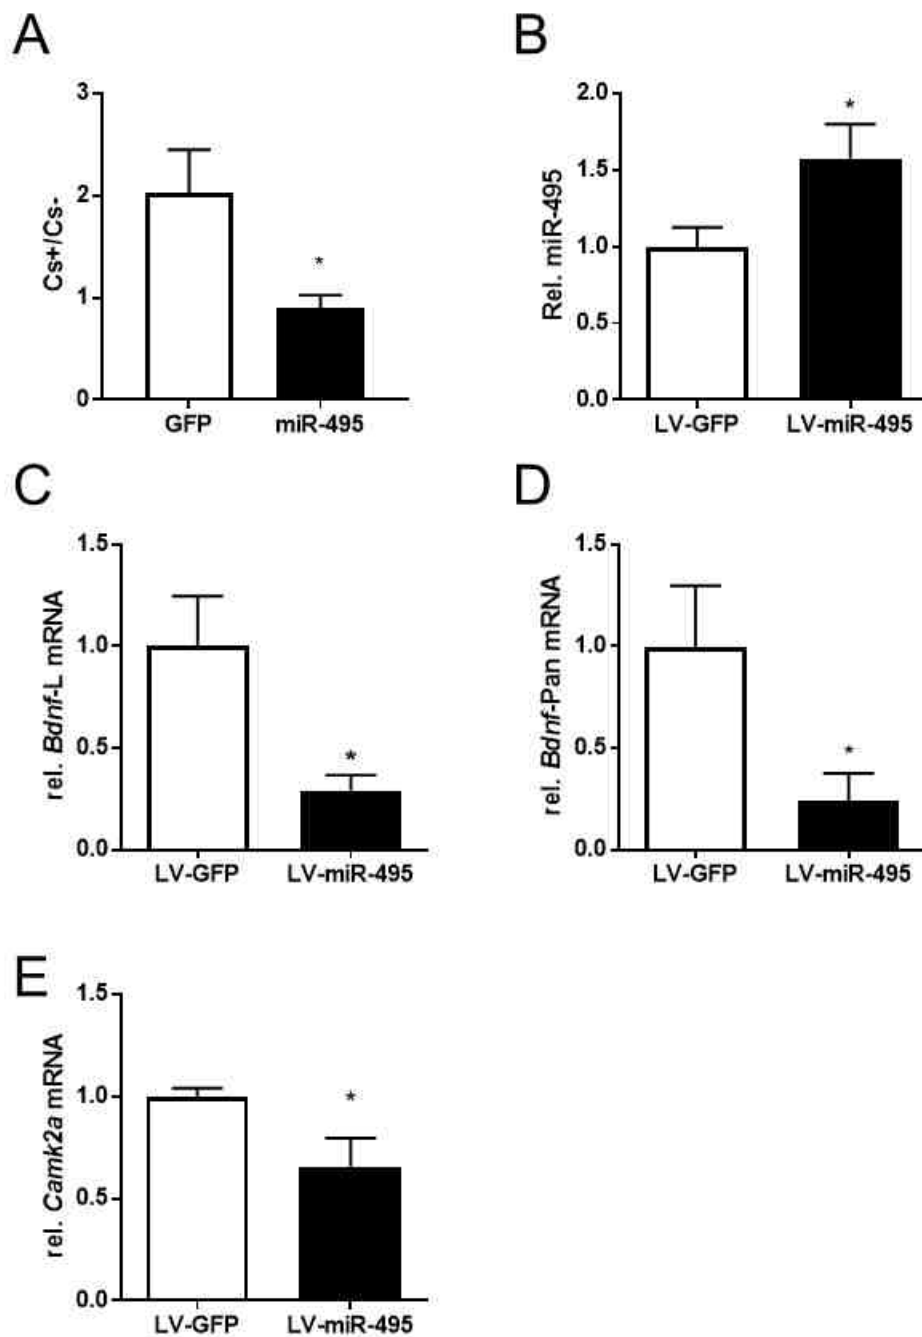 A
Cs+/Cs-
3
2
1
0
*
GFP miR-495
B
Rel. miR-495
2.0
1.5
1.0
0.5
0.0
*
LV-GFP LV-miR-495
C
rel. Bdnf-L mRNA
1.5
1.0
0.5
0.0
*
LV-GFP LV-miR-495
D
rel. Bdnf-Pan mRNA
1.5
1.0
0.5
0.0
*
LV-GFP LV-miR-495
E
rel. Camk2a mRNA
1.5
1.0
0.5
0.0
*
LV-GFP LV-miR-495